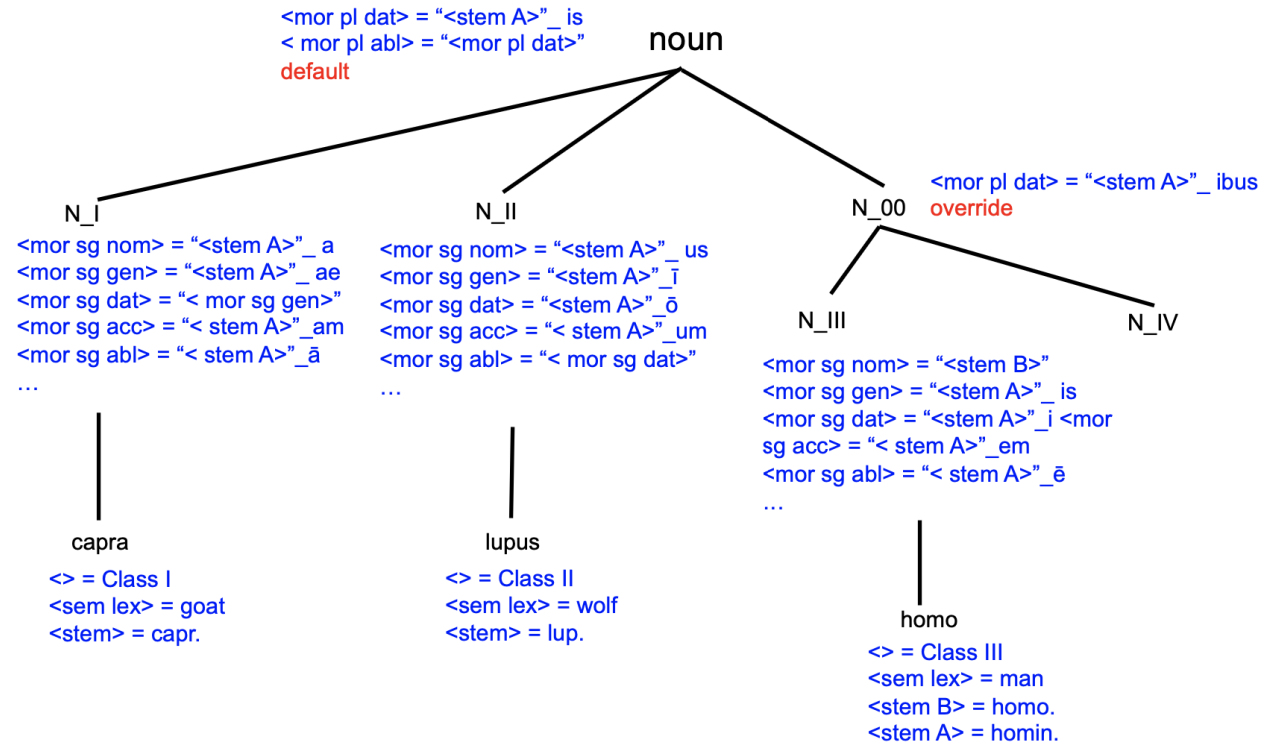 <mor pl dat> = “<stem A>”_ is
< mor pl abl> = “<mor pl dat>”
default
noun
<mor pl dat> = “<stem A>”_ ibus
override
N_I
N_II
N_00
<mor sg nom> = “<stem A>”_ a
<mor sg gen> = “<stem A>”_ ae
<mor sg dat> = “< mor sg gen>”
<mor sg acc> = “< stem A>”_am
<mor sg abl> = “< stem A>”_ā
…
<mor sg nom> = “<stem A>”_ us
<mor sg gen> = “<stem A>”_ī
<mor sg dat> = “<stem A>”_ō
<mor sg acc> = “< stem A>”_um
<mor sg abl> = “< mor sg dat>”
…
N_III
N_IV
<mor sg nom> = “<stem B>”
<mor sg gen> = “<stem A>”_ is
<mor sg dat> = “<stem A>”_i <mor
sg acc> = “< stem A>”_em
<mor sg abl> = “< stem A>”_ē
…
capra
<> = Class I
<sem lex> = goat
<stem> = capr.
lupus
<> = Class II
<sem lex> = wolf
<stem> = lup.
homo
<> = Class III
<sem lex> = man
<stem B> = homo.
<stem A> = homin.